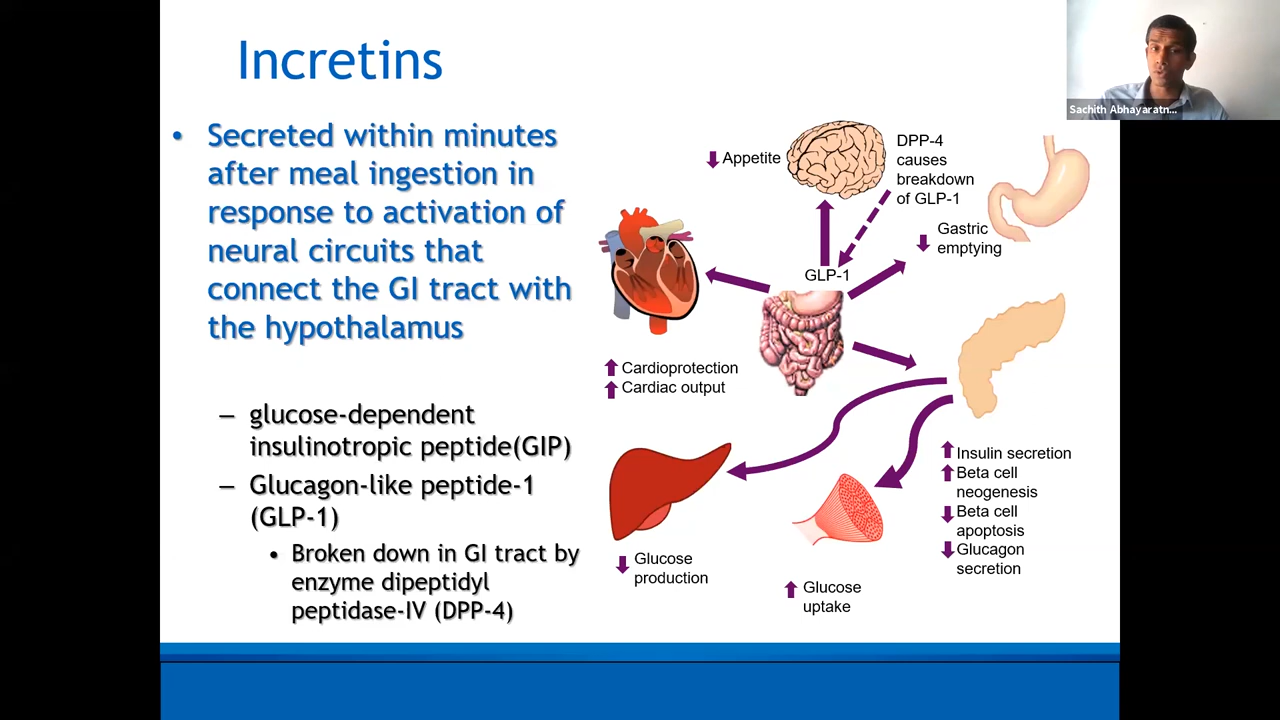 Incretins
• Secreted within minutes
after meal ingestion in
response to activation of
neural circuits that
connect the GI tract with
the hypothalamus
– glucose-dependent
insulinotropic peptide(GIP)
– Glucagon-like peptide-1
(GLP-1)
• Broken down in GI tract by
enzyme dipeptidyl
peptidase-IV (DPP-4)
Appetite
DPP-4
causes
breakdown
of GLP-1
Gastric
emptying
GLP-1
Cardioprotection
Cardiac output
Insulin secretion
Beta cell
neogenesis
Beta cell
apoptosis
Glucagon
secretion
Glucose
production
Glucose
uptake
Sachith Abhayaratn...